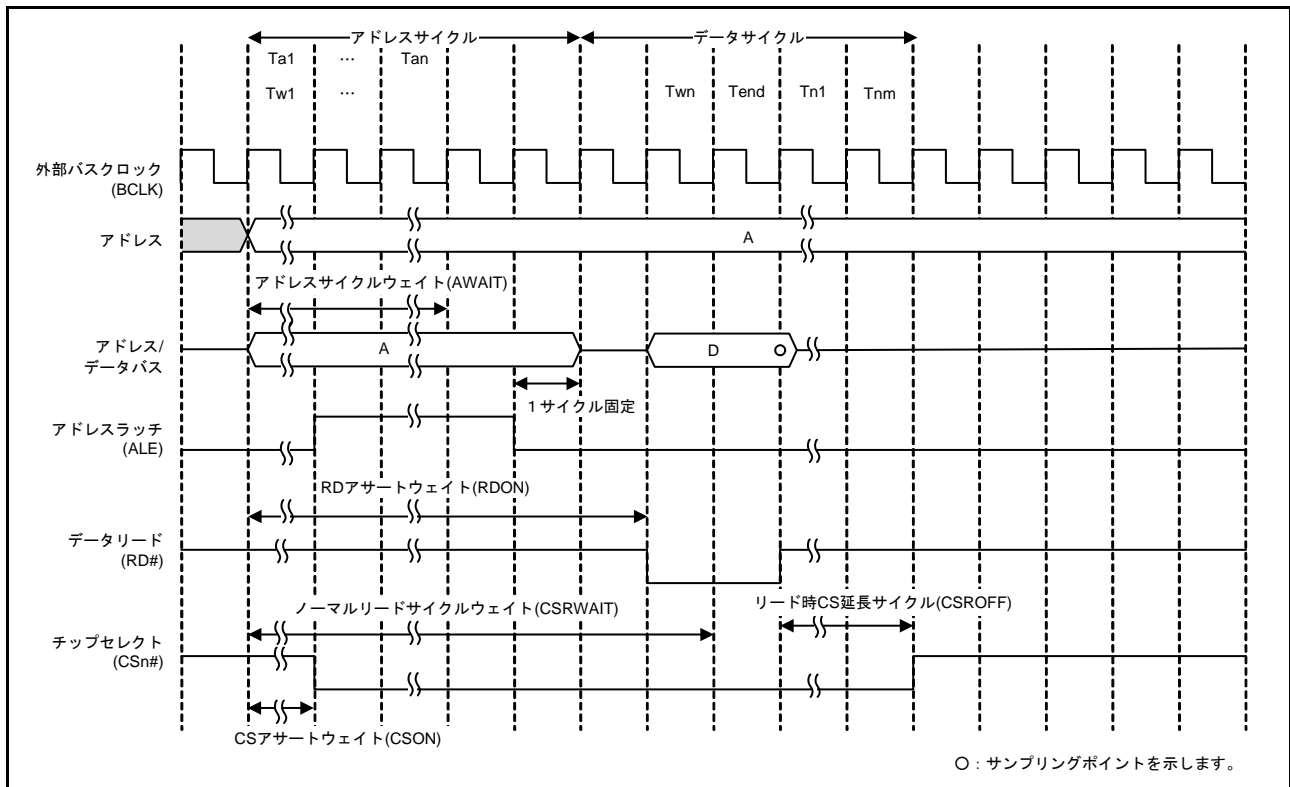 アドレスサイクル データサイクル
Ta1 … Tan
Tw1 … Twn Tend Tn1 Tnm
外部バスクロック
(BCLK)
アドレス
A
アドレスサイクルウェイト(AWAIT)
アドレス/
データバス
A D
1サイクル固定
アドレスラッチ
(ALE)
RDアサートウェイト(RDON)
データリード
(RD#)
ノーマルリードサイクルウェイト(CSRWAIT) リード時CS延長サイクル(CSROFF)
チップセレクト
(CSn#)
CSアサートウェイト(CSON)
○:サンプリングポイントを示します。